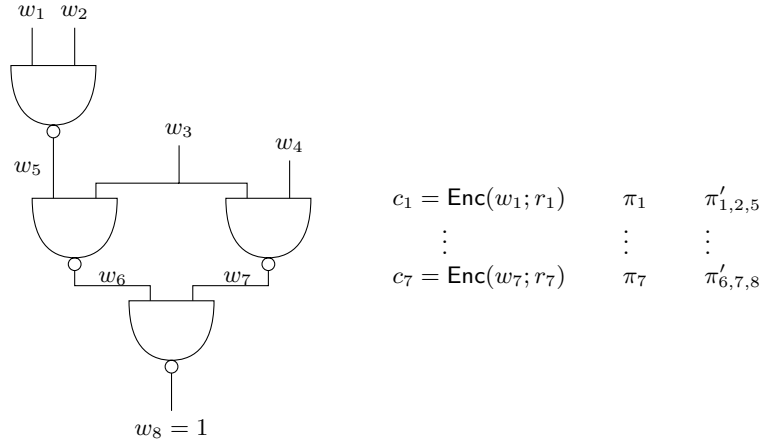 w₁ w₂
w₃
w₄
w₅
w₆ w₇
w₈ = 1
c₁ = Enc(w₁; r₁) π₁ π′₁,₂,₅
⋮ ⋮ ⋮
c₇ = Enc(w₇; r₇) π₇ π′₆,₇,₈